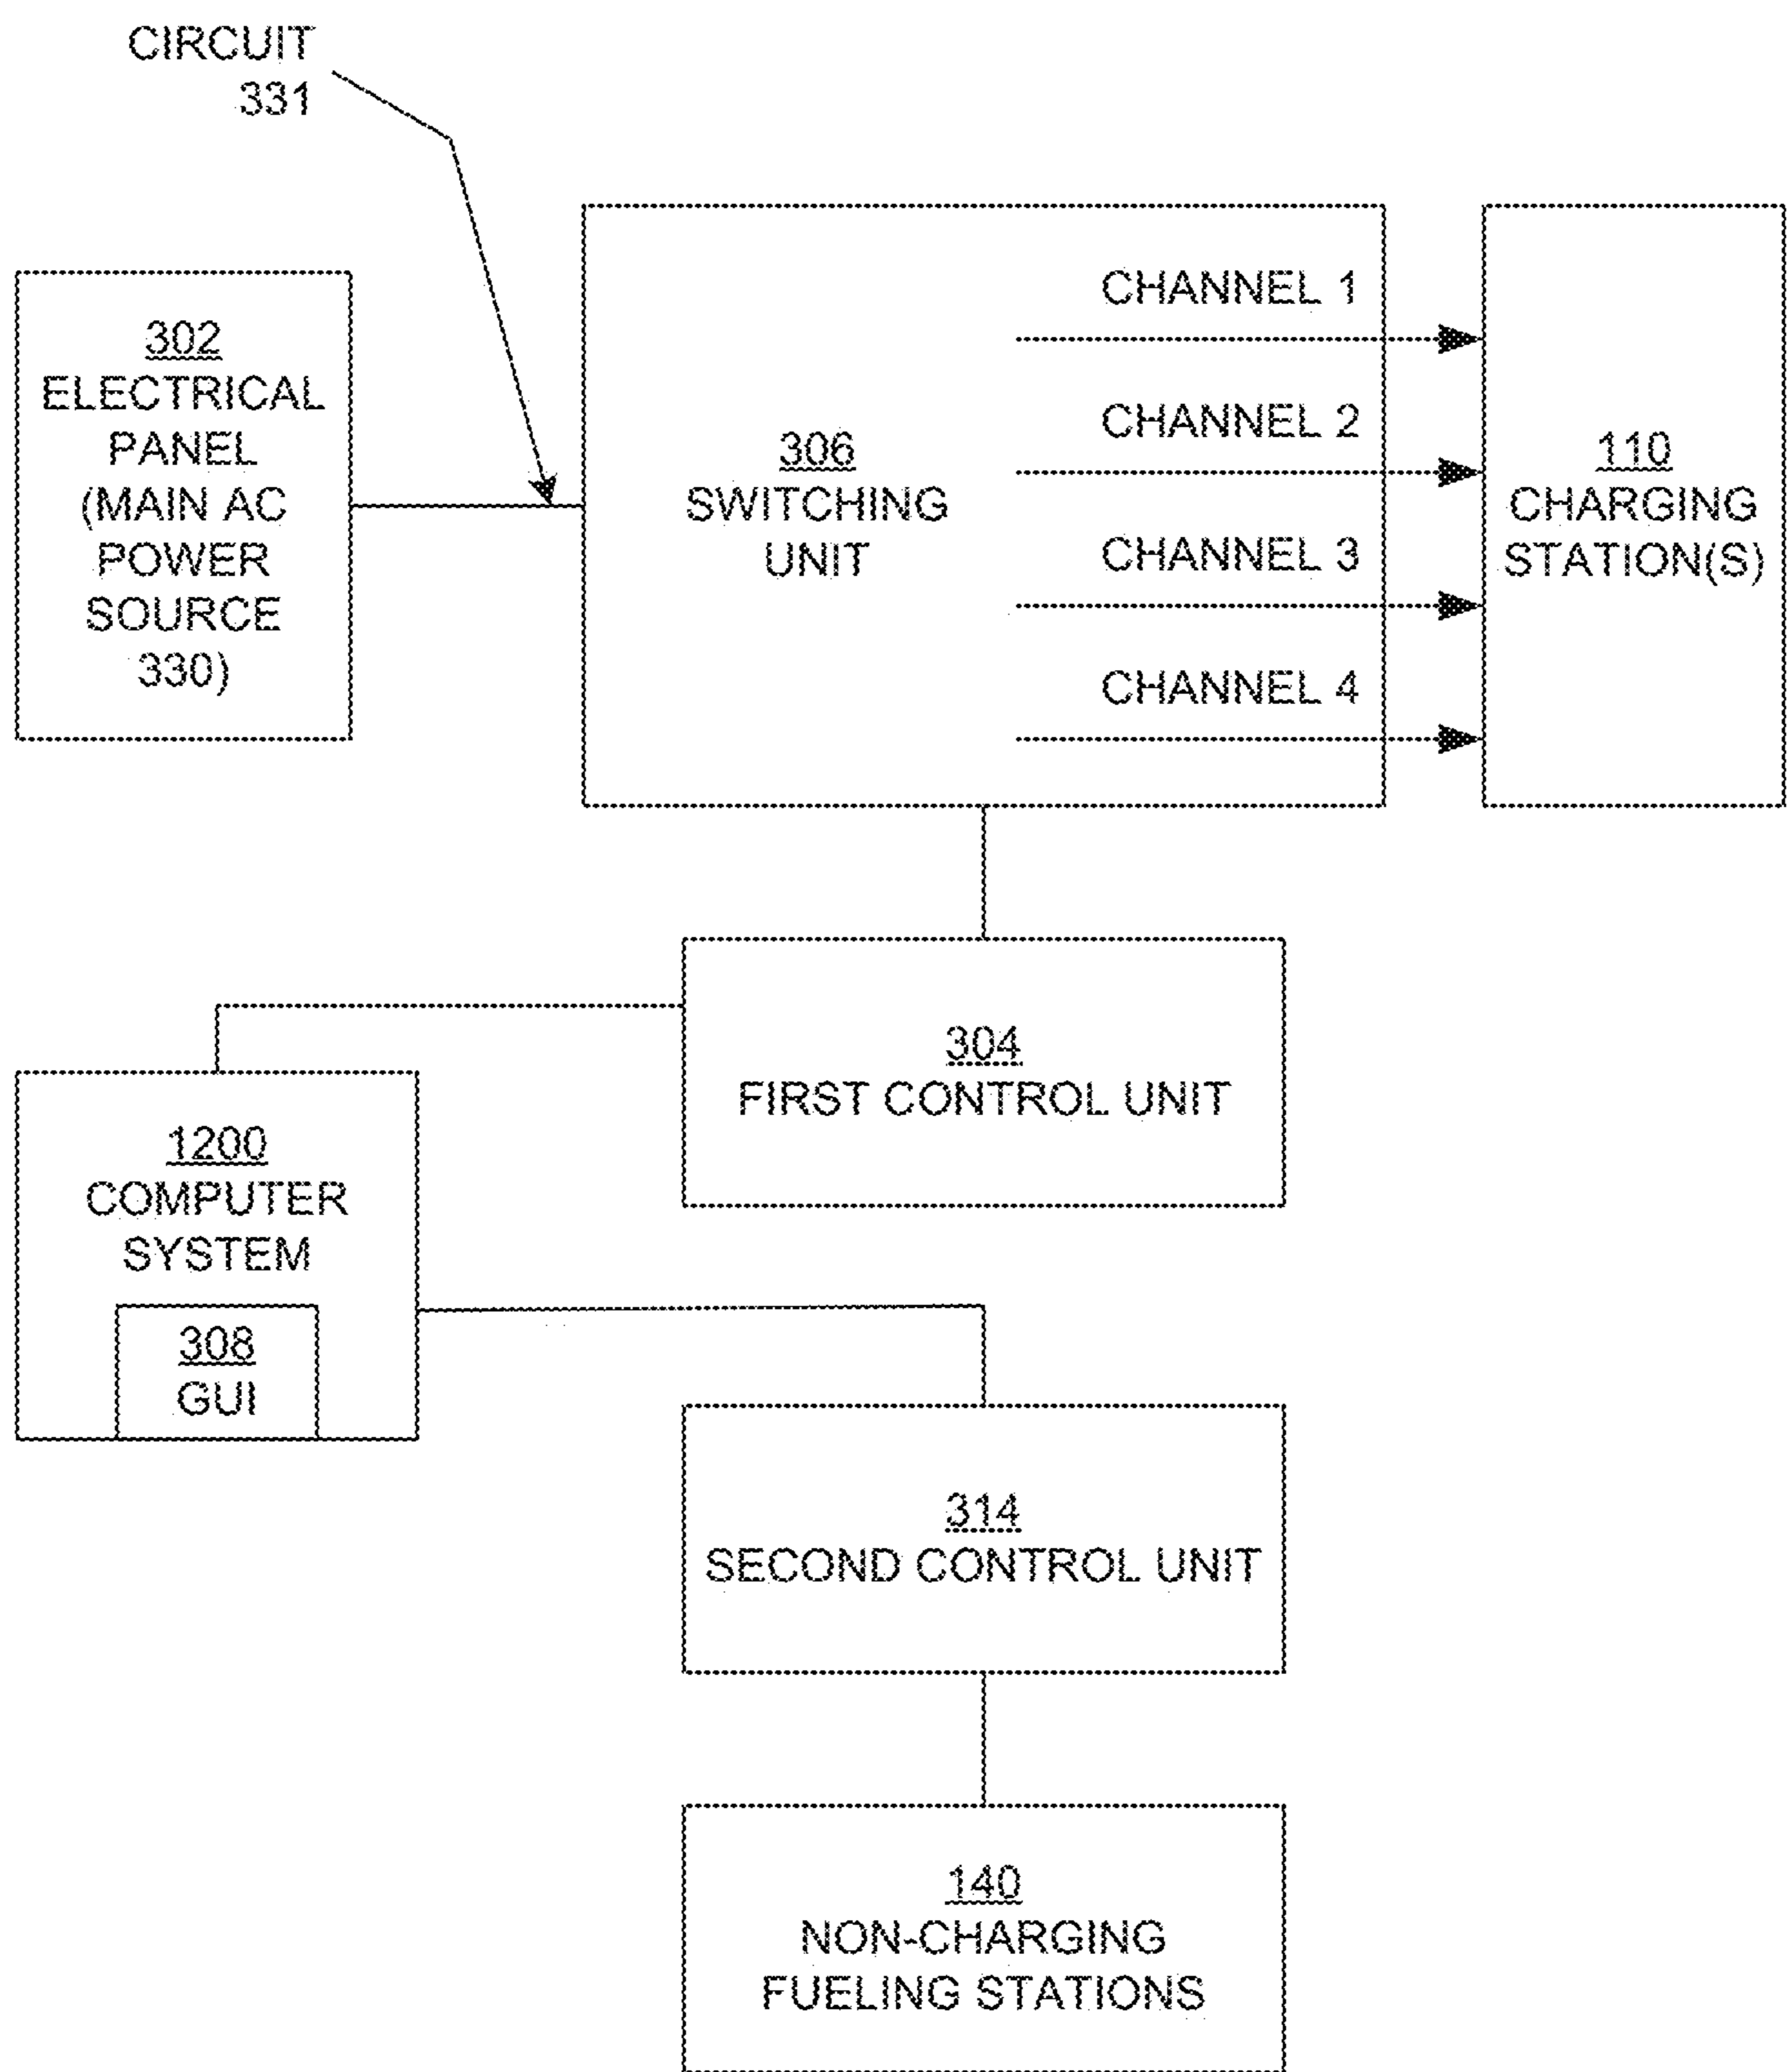 CIRCUIT
331
302
ELECTRICAL
PANEL
(MAIN AC
POWER
SOURCE
330)
306
SWITCHING
UNIT
CHANNEL 1
CHANNEL 2
CHANNEL 3
CHANNEL 4
110
CHARGING
STATION(S)
304
FIRST CONTROL UNIT
1200
COMPUTER
SYSTEM
308
GUI
314
SECOND CONTROL UNIT
140
NON-CHARGING
FUELING STATIONS